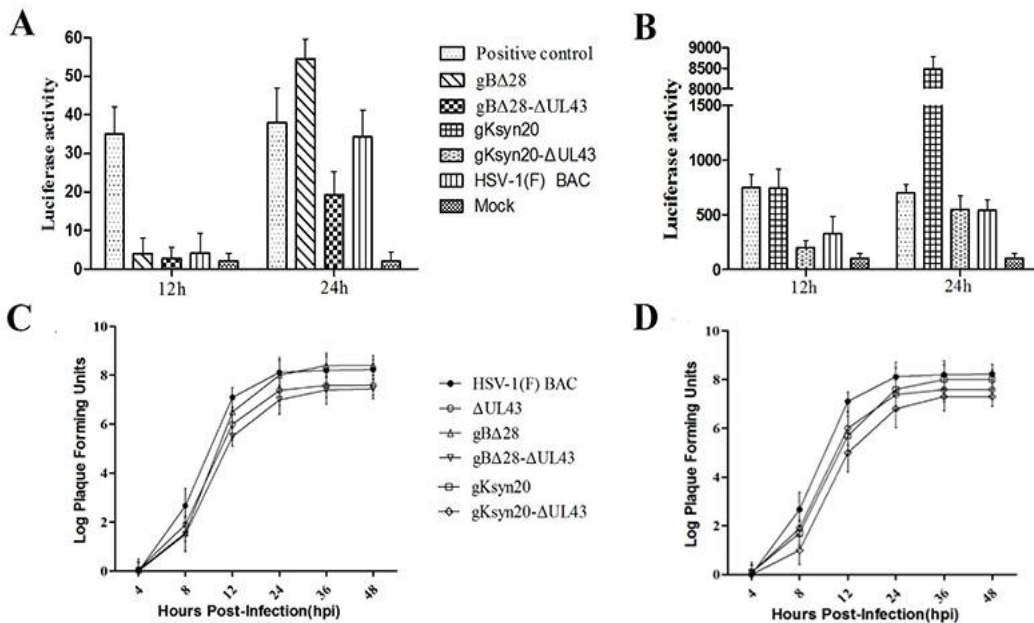 A
Luciferase activity
60
50
40
30
20
10
0
12h
24h
Positive control
gBΔ28
gBΔ28-ΔUL43
gKsyn20
gKsyn20-ΔUL43
HSV-1(F) BAC
Mock
B
Luciferase activity
9000
8500
8000
1500
1000
500
0
12h
24h
C
Log Plaque Forming Units
10
8
6
4
2
0
4
8
12
24
36
48
Hours Post-Infection(hpi)
HSV-1(F) BAC
ΔUL43
gBΔ28
gBΔ28-ΔUL43
gKsyn20
gKsyn20-ΔUL43
D
Log Plaque Forming Units
10
8
6
4
2
0
4
8
12
24
36
48
Hours Post-Infection(hpi)